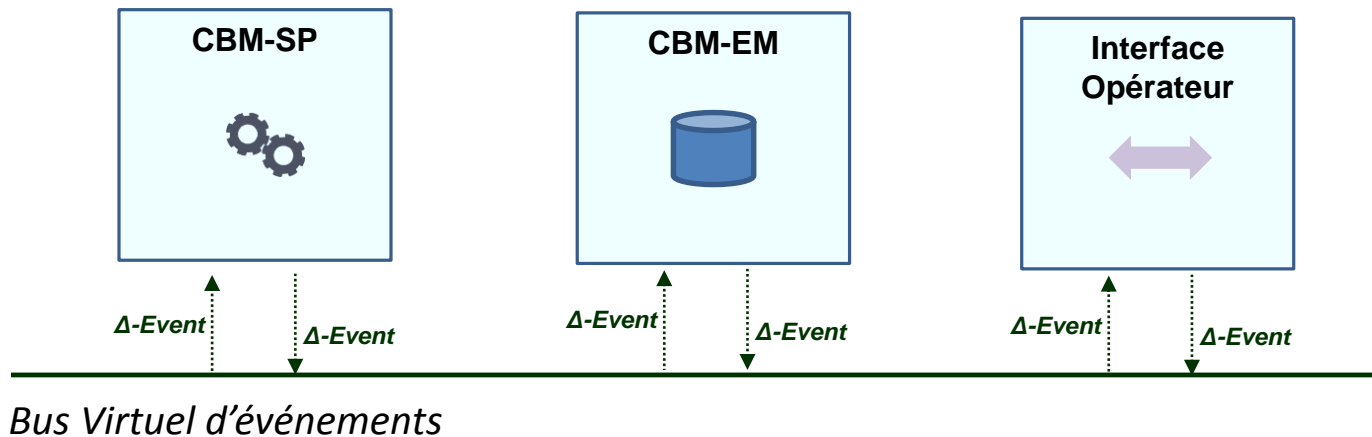 CBM-SP
CBM-EM
Interface
Opérateur
Δ-Event
Δ-Event
Δ-Event
Δ-Event
Δ-Event
Δ-Event
Bus Virtuel d’événements